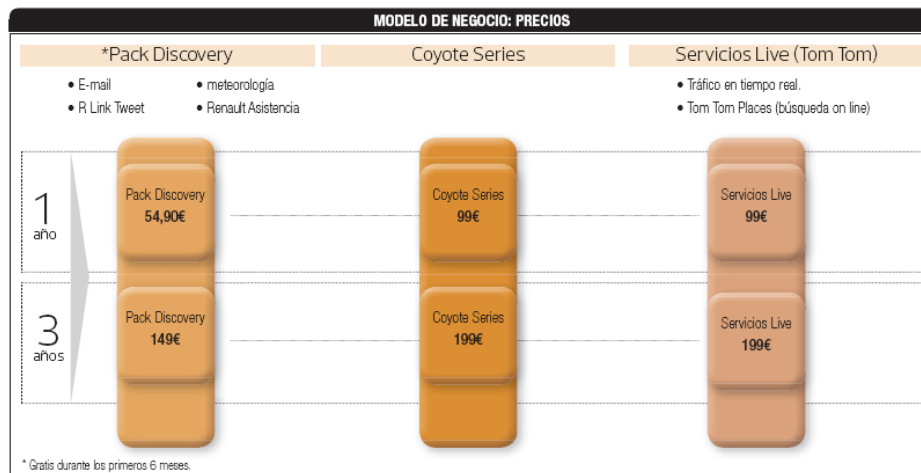 MODELO DE NEGOCIO: PRECIOS
*Pack Discovery
Coyote Series
Servicios Live (Tom Tom)
• E-mail
• meteorología
• R Link Tweet
• Renault Asistencia
• Tráfico en tiempo real.
• Tom Tom Places (búsqueda on line)
1
año
Pack Discovery
54,90€
Coyote Series
99€
Servicios Live
99€
3
años
Pack Discovery
149€
Coyote Series
199€
Servicios Live
199€
* Gratis durante los primeros 6 meses.